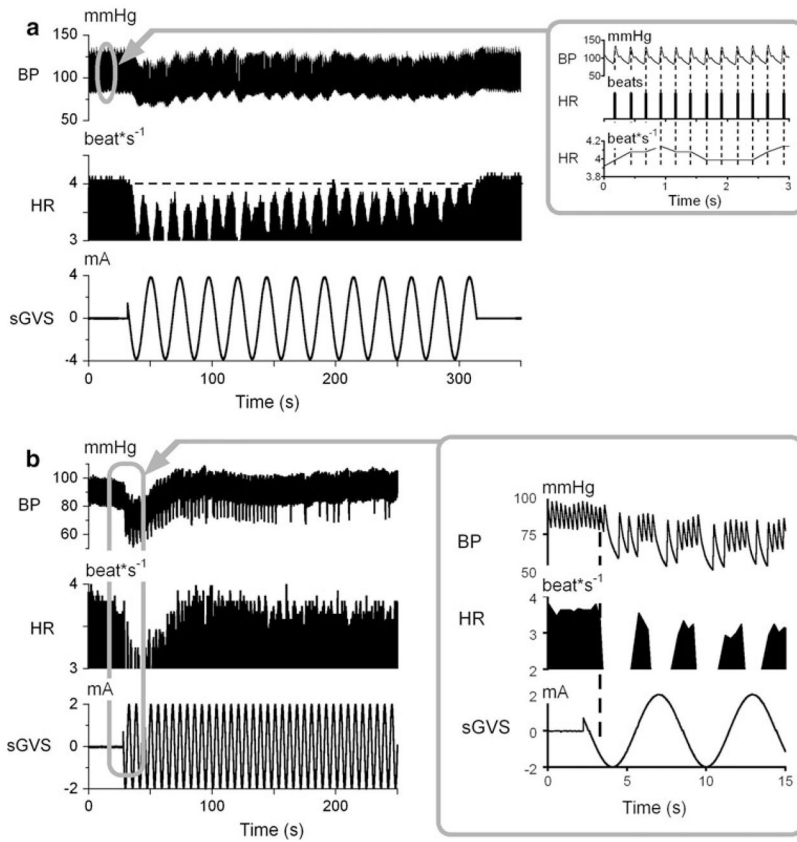 a
mmHg
150
BP 100
50
beat*s⁻¹
4
HR
3
mA
4
sGVS 0
-4
0 100 200 300
Time (s)
mmHg
150
BP 100
50
beats
HR
beat*s⁻¹
4.2
HR 4
3.8
0 1 2 3
Time (s)
b
mmHg
100
BP 80
60
beat*s⁻¹
4
HR
3
mA
2
sGVS 0
-2
0 100 200
Time (s)
100
mmHg
BP 75
50
beat*s⁻¹
4
HR 3
2
mA
2
sGVS 0
-2
0 5 10 15
Time (s)